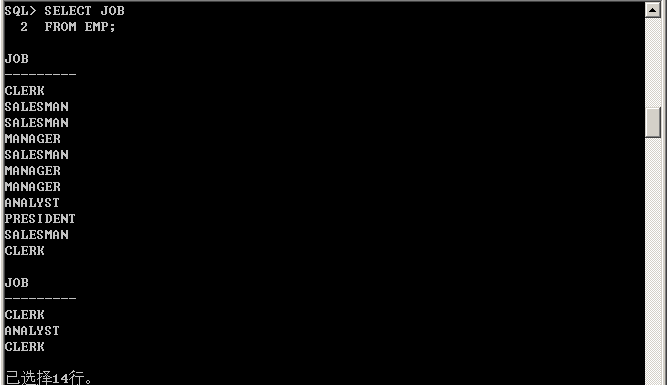 SQL> SELECT JOB
2 FROM EMP;
JOB
---------
CLERK
SALESMAN
SALESMAN
MANAGER
SALESMAN
MANAGER
MANAGER
ANALYST
PRESIDENT
SALESMAN
CLERK
JOB
---------
CLERK
ANALYST
CLERK
已选择14行。